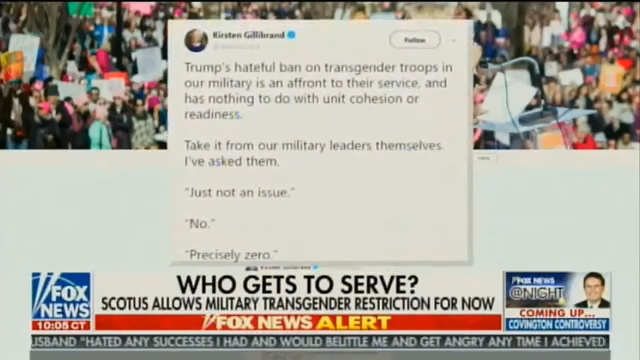 Kirsten Gillibrand
Follow
Trump's hateful ban on transgender troops in
our military is an affront to their service, and
has nothing to do with unit cohesion or
readiness.
Take it from our military leaders themselves.
I've asked them.
"Just not an issue."
"No."
"Precisely zero."
FOX
NEWS
10:05 CT
WHO GETS TO SERVE?
SCOTUS ALLOWS MILITARY TRANSGENDER RESTRICTION FOR NOW
FOX NEWS ALERT
FOX NEWS
@NIGHT
COMING UP...
COVINGTON CONTROVERSY
USBAND "HATED ANY SUCCESSES I HAD AND WOULD BELITTLE ME AND GET ANGRY ANY TIME I ACHIEVED